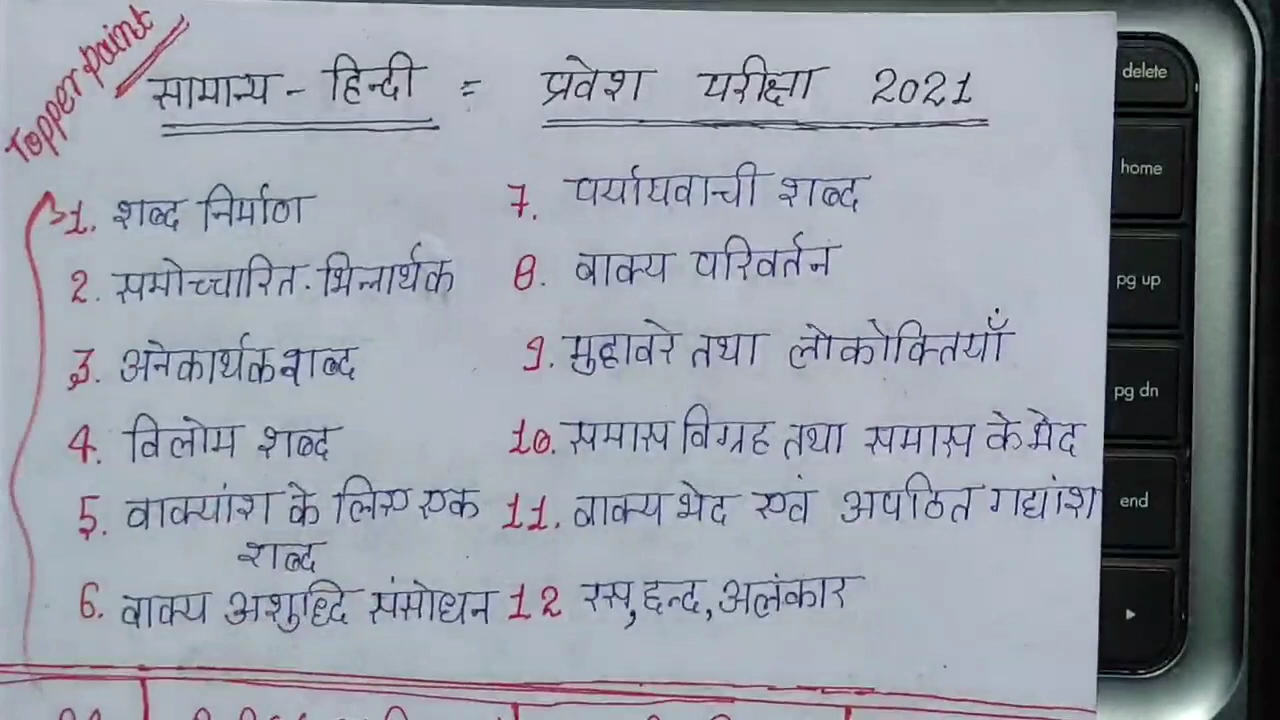 Topper point
सामान्य - हिन्दी = प्रवेश परीक्षा 2021
1. शब्द निर्माण
2. समोच्चारित. भिन्नार्थक
3. अनेकार्थक शब्द
4. विलोम शब्द
5. वाक्यांश के लिए एक
शब्द
6. वाक्य अशुद्धि संसोधन
7. पर्यायवाची शब्द
8. वाक्य परिवर्तन
9. मुहावरे तथा लोकोक्तियाँ
10. समास विग्रह तथा समास के भेद
11. वाक्य भेद एवं अपठित गद्यांश
12 रस, छन्द, अलंकार
delete
home
pg up
pg dn
end